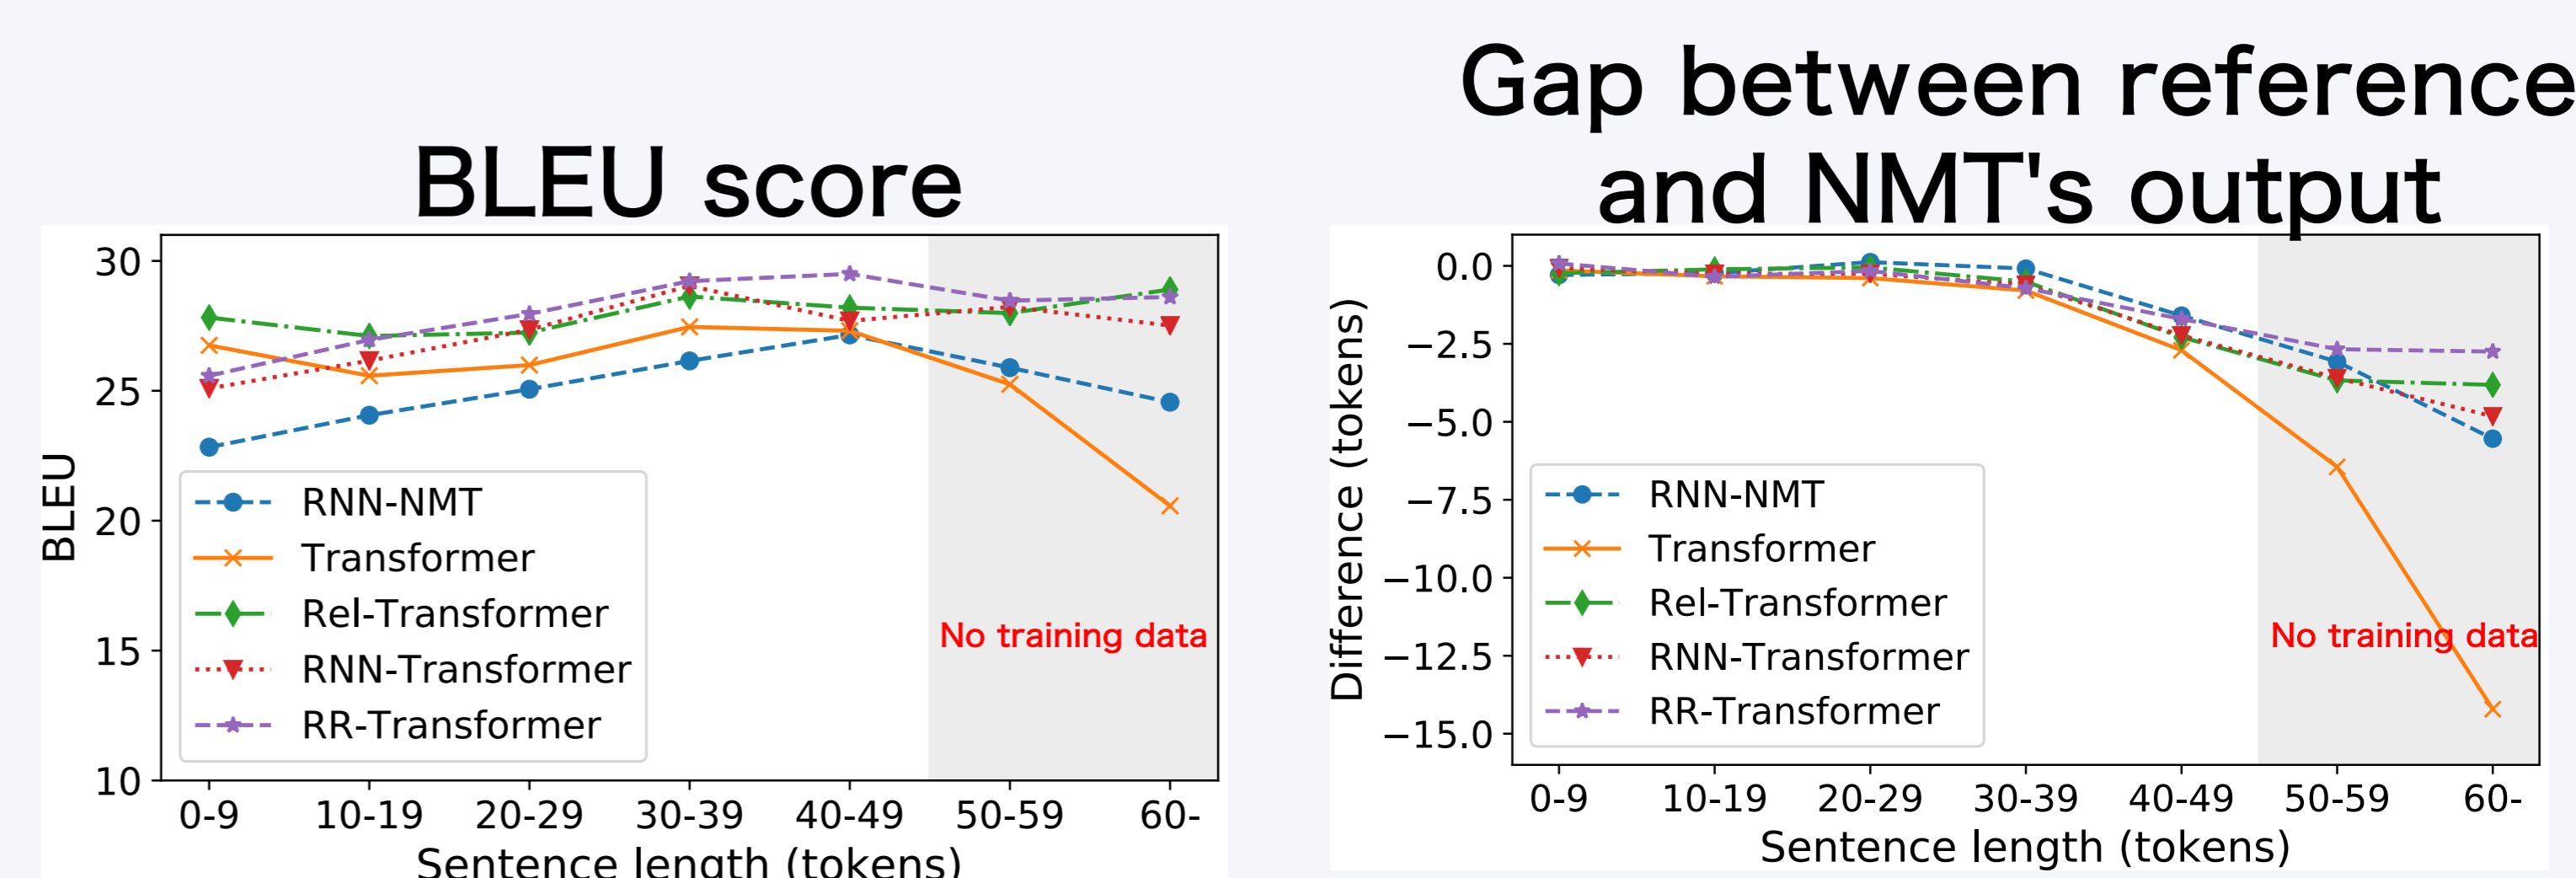 BLEU score
30
25
20
15
10
BLEU
RNN-NMT
Transformer
Rel-Transformer
RNN-Transformer
RR-Transformer
No training data
0-9 10-19 20-29 30-39 40-49 50-59 60-
Sentence length (tokens)
Gap between reference
and NMT's output
0.0
−2.5
−5.0
−7.5
−10.0
−12.5
−15.0
Difference (tokens)
RNN-NMT
Transformer
Rel-Transformer
RNN-Transformer
RR-Transformer
No training data
0-9 10-19 20-29 30-39 40-49 50-59 60-
Sentence length (tokens)